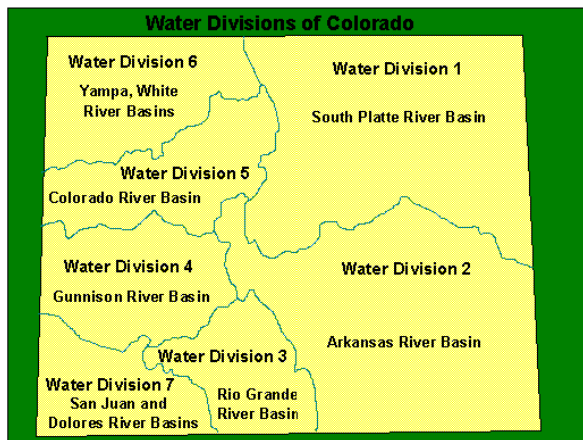 Water Divisions of Colorado
Water Division 6
Yampa, White
River Basins
Water Division 1
South Platte River Basin
Water Division 5
Colorado River Basin
Water Division 4
Gunnison River Basin
Water Division 2
Arkansas River Basin
Water Division 3
Rio Grande
River Basin
Water Division 7
San Juan and
Dolores River Basins